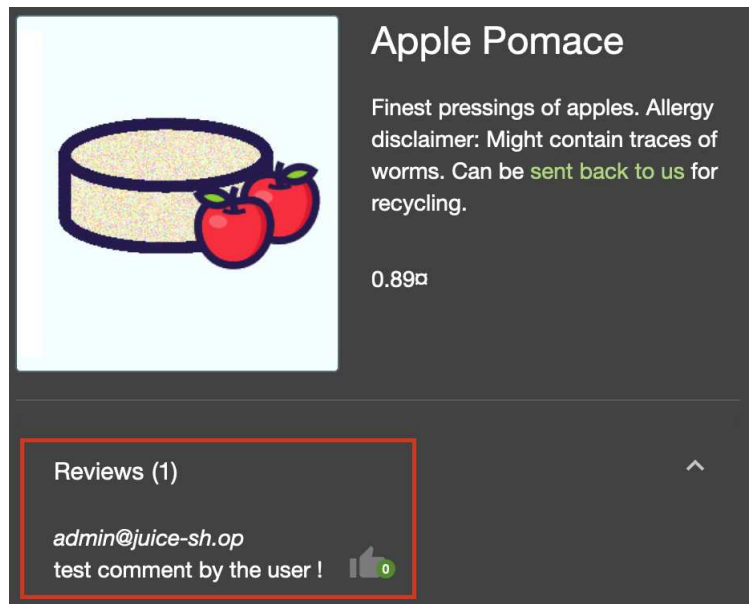 Apple Pomace
Finest pressings of apples. Allergy
disclaimer: Might contain traces of
worms. Can be sent back to us for
recycling.
0.89¤
Reviews (1)
admin@juice-sh.op
test comment by the user !
0